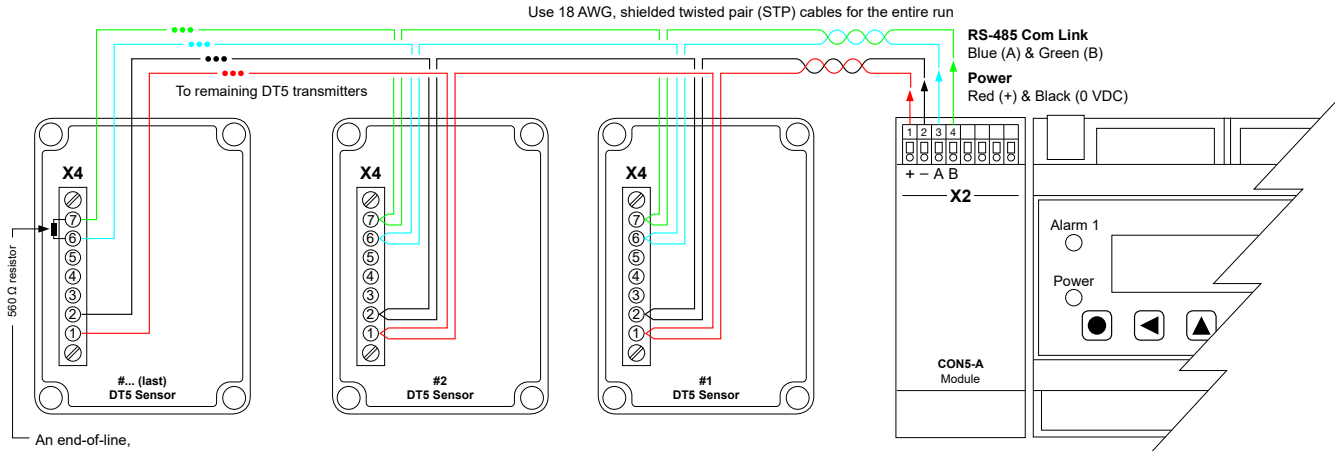 Use 18 AWG, shielded twisted pair (STP) cables for the entire run
RS-485 Com Link
Blue (A) & Green (B)
Power
Red (+) & Black (0 VDC)
To remaining DT5 transmitters
X4
7
6
5
4
3
2
1
#... (last)
DT5 Sensor
X4
7
6
5
4
3
2
1
#2
DT5 Sensor
X4
7
6
5
4
3
2
1
#1
DT5 Sensor
1 2 3 4
+ – A B
X2
CON5-A
Module
Alarm 1
Power
560 Ω resistor
An end-of-line,